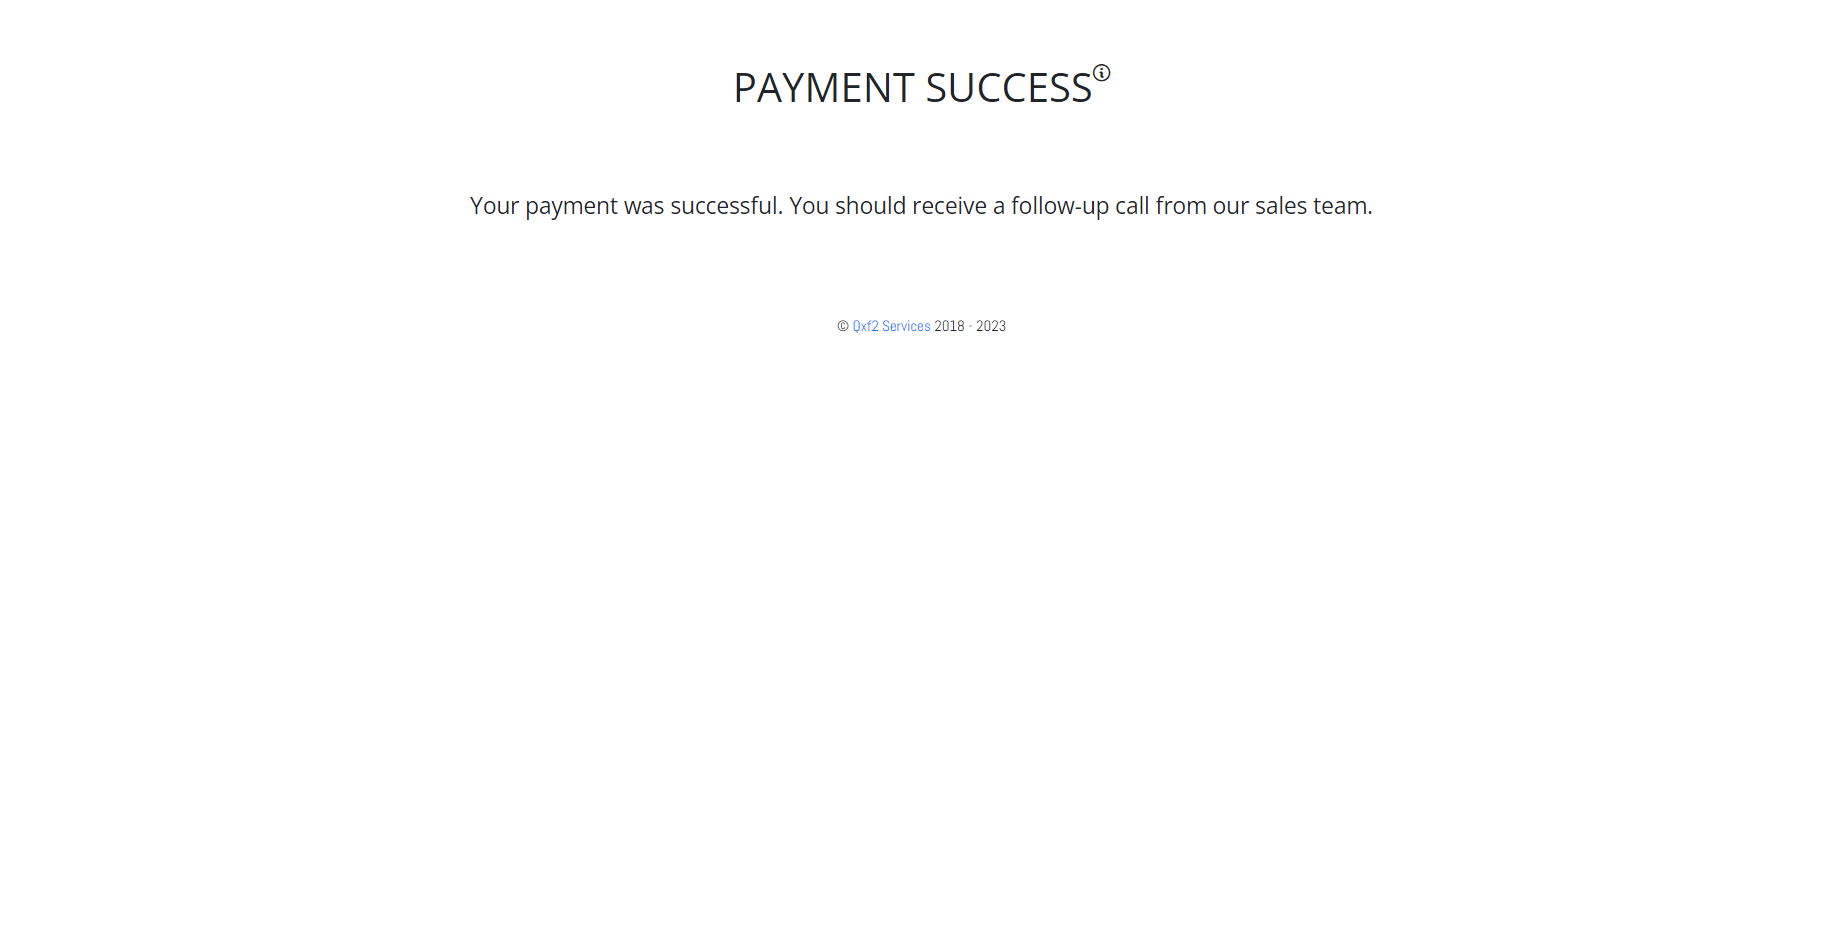 PAYMENT SUCCESS
Your payment was successful. You should receive a follow-up call from our sales team.
© Qxf2 Services 2018 - 2023